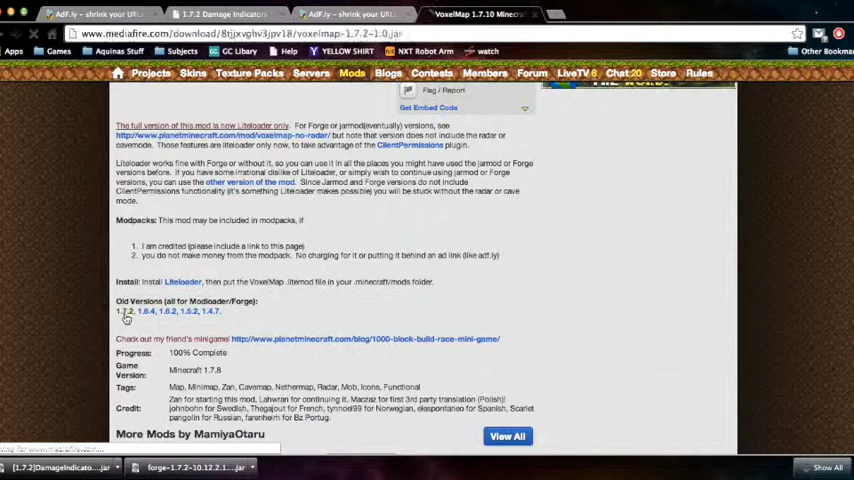 AdF.ly – shrink your URLs
1.7.2 Damage Indicators
AdF.ly – shrink your URLs
VoxelMap 1.7.10 Minecraf
www.mediafire.com/download/8tjjxvghv3jpv18/voxelmap-1.7.2-1.0.jar
Apps Games Aquinas Stuff Subjects GC Library Help YELLOW SHIRT NXT Robot Arm watch Other Bookmar
Projects Skins Texture Packs Servers Mods Blogs Contests Members Forum LiveTV 6 Chat 20 Store Rules
Flag / Report
Get Embed Code
The full version of this mod is now Liteloader only. For Forge or jarmod(eventually) versions, see
http://www.planetminecraft.com/mod/voxelmap-no-radar/ but note that version does not include the radar or
cavemode. Those features are liteloader only now, to take advantage of the ClientPermissions plugin.
Liteloader works fine with Forge or without it, so you can use it in all the places you might have used the jarmod or Forge
versions before. If you have some irrational dislike of Liteloader, or simply wish to continue using jarmod or Forge
versions, you can use the other version of the mod. Since Jarmod and Forge versions do not include
ClientPermissions functionality (it's something Liteloader makes possible) you will be stuck without the radar or cave
mode.
Modpacks: This mod may be included in modpacks, if
1. I am credited (please include a link to this page)
2. you do not make money from the modpack. No charging for it or putting it behind an ad link (like adf.ly)
Install: Install Liteloader, then put the VoxelMap .litemod file in your .minecraft/mods folder.
Old Versions (all for Modloader/Forge):
1.7.2, 1.6.4, 1.6.2, 1.5.2, 1.4.7.
Check out my friend's minigame! http://www.planetminecraft.com/blog/1000-block-build-race-mini-game/
Progress: 100% Complete
Game
Version: Minecraft 1.7.8
Tags: Map, Minimap, Zan, Cavemap, Nethermap, Radar, Mob, Icons, Functional
Zan for starting this mod, Lahwran for continuing it. Maczaz for first 3rd party translation (Polish)!
Credit: johnbohn for Swedish, Thegajout for French, tynnoel99 for Norwegian, elespontaneo for Spanish, Scarlet
pangolin for Russian, farenheim for Bz Portug.
More Mods by MamiyaOtaru View All
[1.7.2]DamageIndicato....jar forge-1.7.2-10.12.2.1....jar Show All